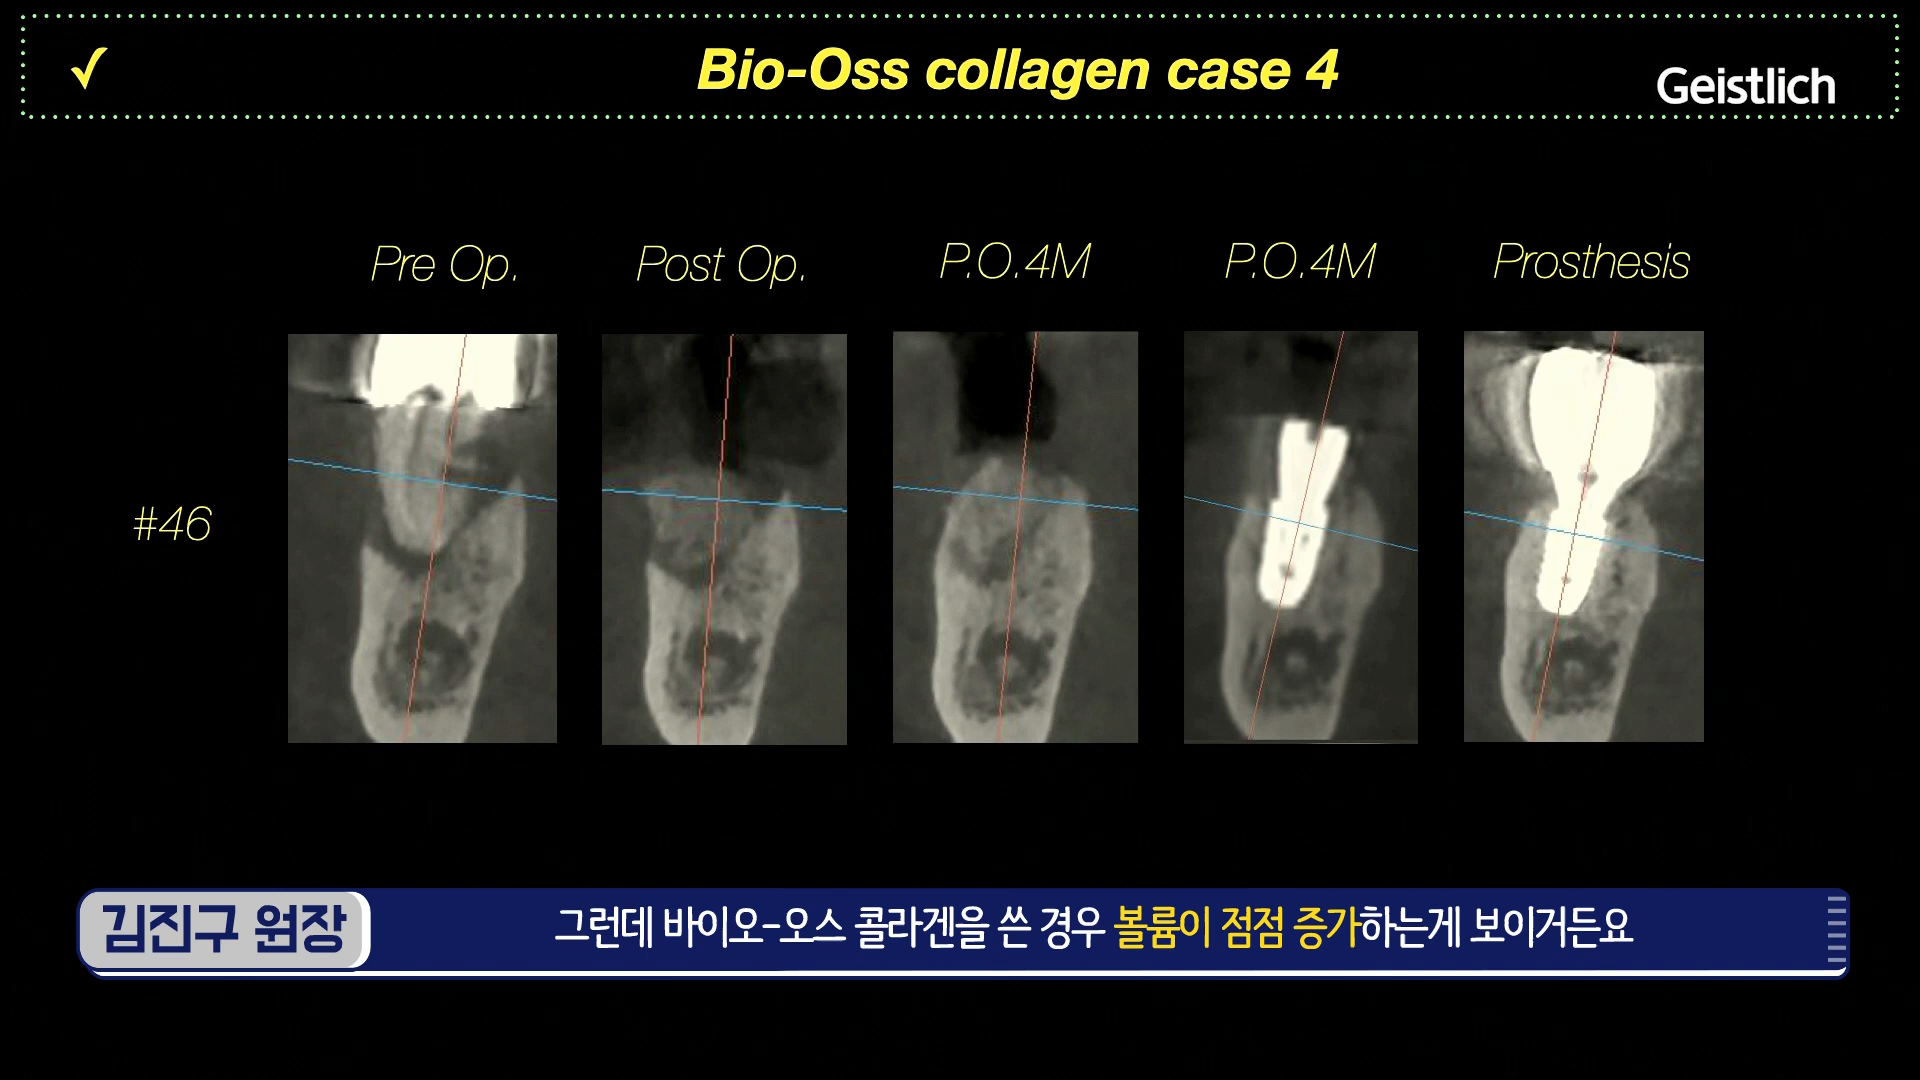 ✓ Bio-Oss collagen case 4
Geistlich
Pre Op.
Post Op.
P.O.4M
P.O.4M
Prosthesis
#46
김진구 원장
그런데 바이오-오스 콜라겐을 쓴 경우 볼륨이 점점 증가하는게 보이거든요